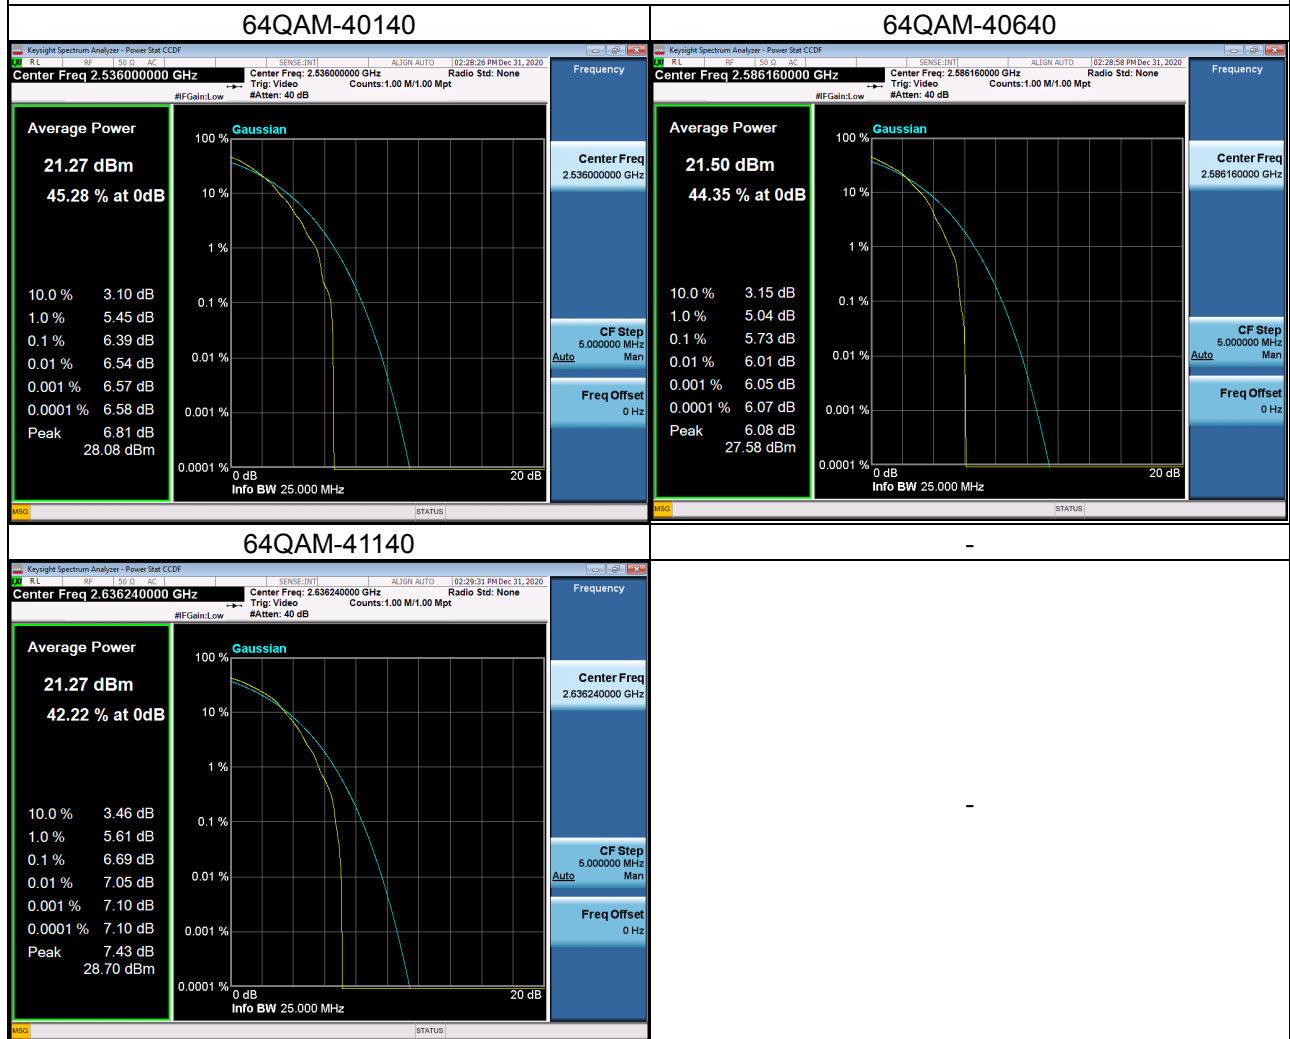 64QAM-40140
Keysight Spectrum Analyzer - Power Stat CCDF
LXI RL RF 50 Ω AC SENSE:INT ALIGN AUTO 02:28:26 PM Dec 31, 2020
Center Freq 2.536000000 GHz
Center Freq: 2.536000000 GHz Radio Std: None
Trig: Video Counts:1.00 M/1.00 Mpt
#IFGain:Low #Atten: 40 dB
Average Power
21.27 dBm
45.28 % at 0dB
10.0 % 3.10 dB
1.0 % 5.45 dB
0.1 % 6.39 dB
0.01 % 6.54 dB
0.001 % 6.57 dB
0.0001 % 6.58 dB
Peak 6.81 dB
28.08 dBm
Gaussian
100 %
10 %
1 %
0.1 %
0.01 %
0.001 %
0.0001 %
0 dB 20 dB
Info BW 25.000 MHz
Frequency
Center Freq
2.536000000 GHz
CF Step
5.000000 MHz
Auto Man
Freq Offset
0 Hz
MSG STATUS
64QAM-40640
Keysight Spectrum Analyzer - Power Stat CCDF
LXI RL RF 50 Ω AC SENSE:INT ALIGN AUTO 02:28:58 PM Dec 31, 2020
Center Freq 2.586160000 GHz
Center Freq: 2.586160000 GHz Radio Std: None
Trig: Video Counts:1.00 M/1.00 Mpt
#IFGain:Low #Atten: 40 dB
Average Power
21.50 dBm
44.35 % at 0dB
10.0 % 3.15 dB
1.0 % 5.04 dB
0.1 % 5.73 dB
0.01 % 6.01 dB
0.001 % 6.05 dB
0.0001 % 6.07 dB
Peak 6.08 dB
27.58 dBm
Gaussian
100 %
10 %
1 %
0.1 %
0.01 %
0.001 %
0.0001 %
0 dB 20 dB
Info BW 25.000 MHz
Frequency
Center Freq
2.586160000 GHz
CF Step
5.000000 MHz
Auto Man
Freq Offset
0 Hz
MSG STATUS
64QAM-41140
Keysight Spectrum Analyzer - Power Stat CCDF
LXI RL RF 50 Ω AC SENSE:INT ALIGN AUTO 02:29:31 PM Dec 31, 2020
Center Freq 2.636240000 GHz
Center Freq: 2.636240000 GHz Radio Std: None
Trig: Video Counts:1.00 M/1.00 Mpt
#IFGain:Low #Atten: 40 dB
Average Power
21.27 dBm
42.22 % at 0dB
10.0 % 3.46 dB
1.0 % 5.61 dB
0.1 % 6.69 dB
0.01 % 7.05 dB
0.001 % 7.10 dB
0.0001 % 7.10 dB
Peak 7.43 dB
28.70 dBm
Gaussian
100 %
10 %
1 %
0.1 %
0.01 %
0.001 %
0.0001 %
0 dB 20 dB
Info BW 25.000 MHz
Frequency
Center Freq
2.636240000 GHz
CF Step
5.000000 MHz
Auto Man
Freq Offset
0 Hz
MSG STATUS
-
-